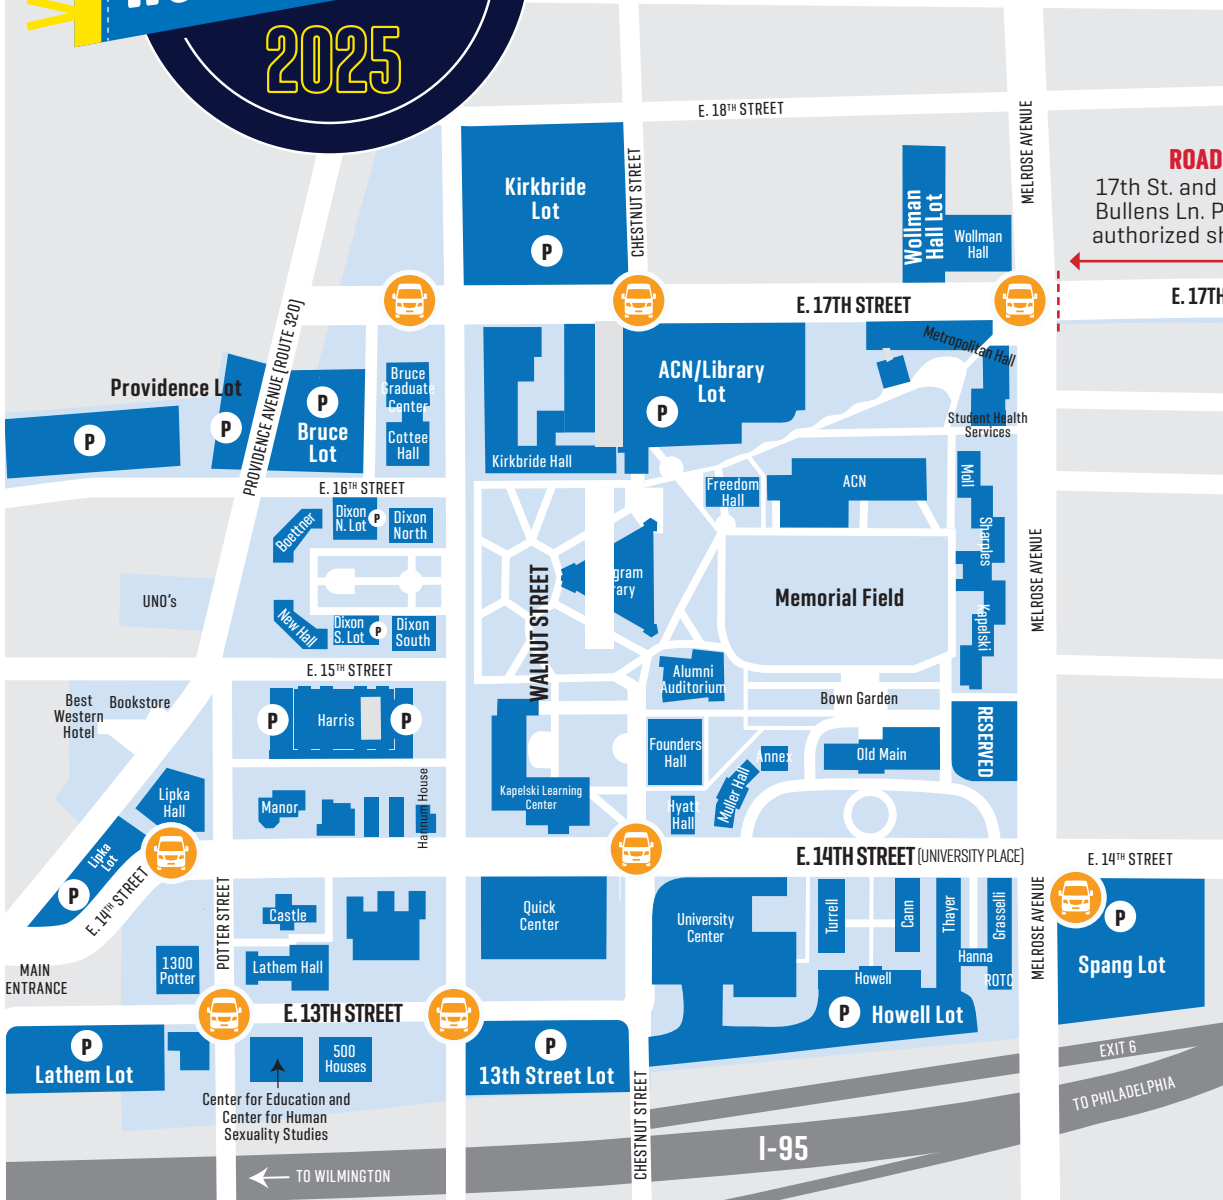 2025
E. 18TH STREET
MELROSE AVENUE
CHESTNUT STREET
Kirkbride
Lot
P
Wollman
Hall Lot
Wollman
Hall
ROAD
17th St. and
Bullens Ln. P
authorized sh
E. 17TH STREET
E. 17TH
PROVIDENCE AVENUE (ROUTE 320)
Metropolitan Hall
Providence Lot
P
P
P
Bruce
Lot
Bruce
Graduate
Center
Cottee
Hall
ACN/Library
Lot
P
Student Health
Services
Kirkbride Hall
E. 16TH STREET
Freedom
Hall
ACN
Moll
Boettner
Dixon
N. Lot
P
Dixon
North
Sharples
MELROSE AVENUE
gram
rary
WALNUT STREET
Memorial Field
UNO's
New Hall
Dixon
S. Lot
P
Dixon
South
Kapelski
E. 15TH STREET
Alumni
Auditorium
Best
Western
Hotel
Bookstore
Bown Garden
P
Harris
P
RESERVED
Founders
Hall
Annex
Old Main
Lipka
Hall
Manor
Hannum House
Kapelski Learning
Center
Hyatt
Hall
Muller Hall
Lipka
Lot
P
E. 14TH STREET
E. 14TH STREET (UNIVERSITY PLACE)
E. 14TH STREET
POTTER STREET
Castle
Quick
Center
University
Center
Turrell
Cann
Thayer
Grasselli
MELROSE AVENUE
P
Spang Lot
MAIN
ENTRANCE
1300
Potter
Lathem Hall
Hanna
Howell
ROTC
E. 13TH STREET
P
Howell Lot
P
Lathem Lot
500
Houses
P
13th Street Lot
EXIT 6
Center for Education and
Center for Human
Sexuality Studies
CHESTNUT STREET
TO PHILADELPHIA
I-95
TO WILMINGTON